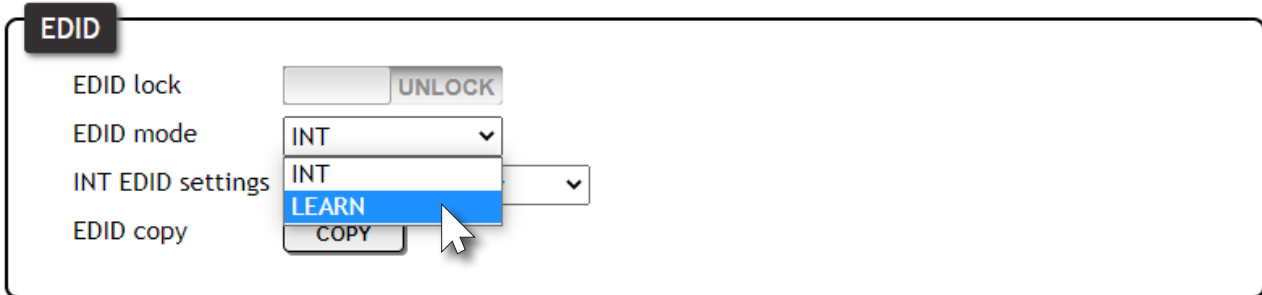 EDID
EDID lock UNLOCK
EDID mode INT
INT
INT EDID settings
LEARN
EDID copy COPY